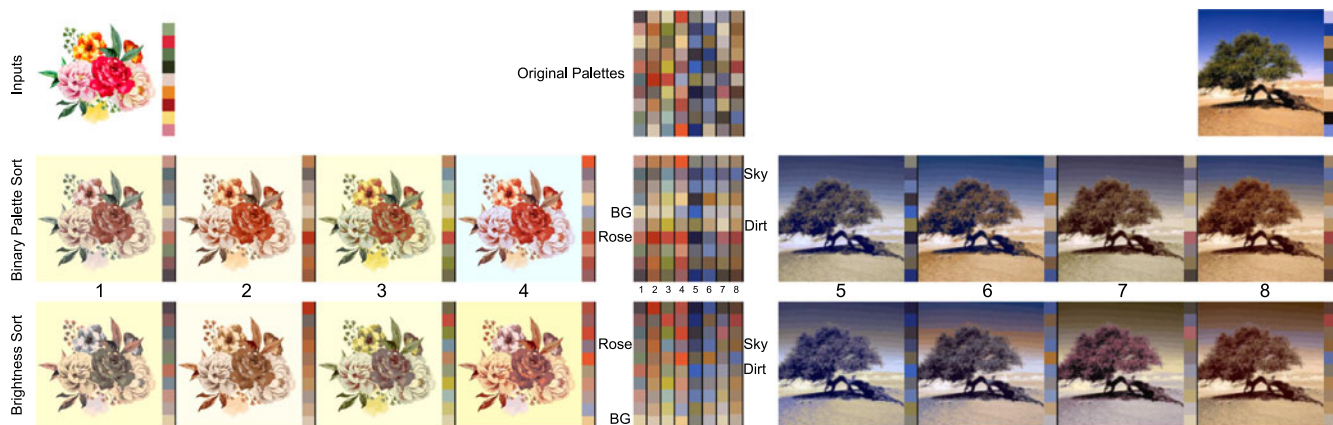 Inputs
Original Palettes
Binary Palette Sort
BG
Rose
Sky
Dirt
1 2 3 4
1 2 3 4 5 6 7 8
5 6 7 8
Brightness Sort
Rose
BG
Sky
Dirt